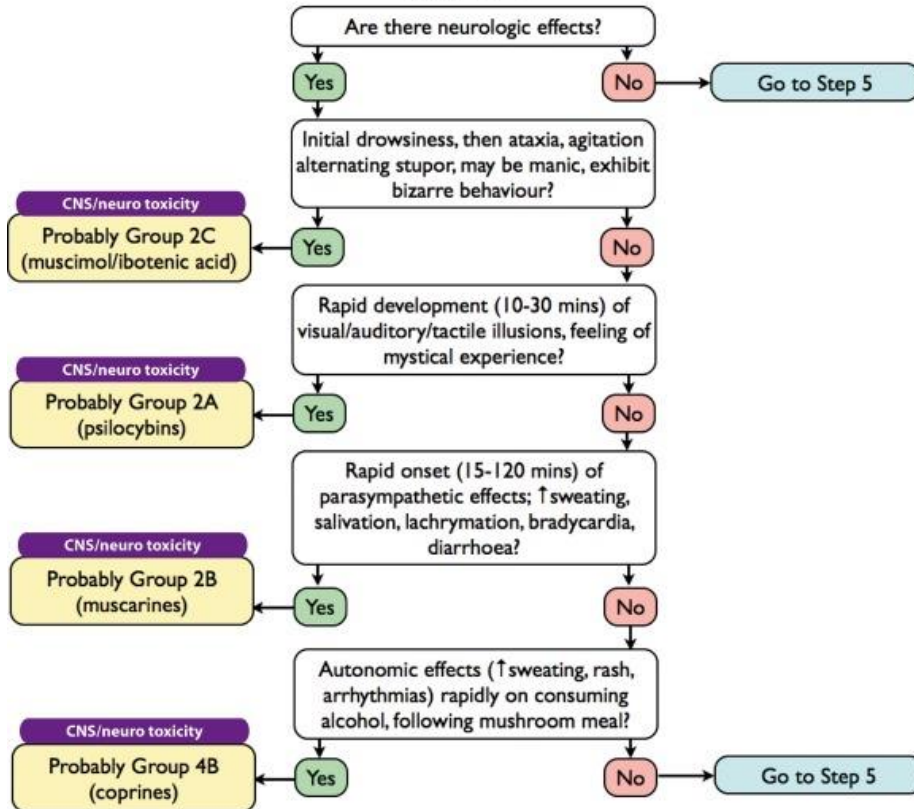 Are there neurologic effects?
Yes
No
Go to Step 5
Initial drowsiness, then ataxia, agitation
alternating stupor, may be manic, exhibit
bizarre behaviour?
CNS/neuro toxicity
Probably Group 2C
(muscimol/ibotenic acid)
Yes
No
Rapid development (10-30 mins) of
visual/auditory/tactile illusions, feeling of
mystical experience?
CNS/neuro toxicity
Probably Group 2A
(psilocybins)
Yes
No
Rapid onset (15-120 mins) of
parasympathetic effects; ↑sweating,
salivation, lachrymation, bradycardia,
diarrhoea?
CNS/neuro toxicity
Probably Group 2B
(muscarines)
Yes
No
Autonomic effects (↑sweating, rash,
arrhythmias) rapidly on consuming
alcohol, following mushroom meal?
CNS/neuro toxicity
Probably Group 4B
(coprines)
Yes
No
Go to Step 5